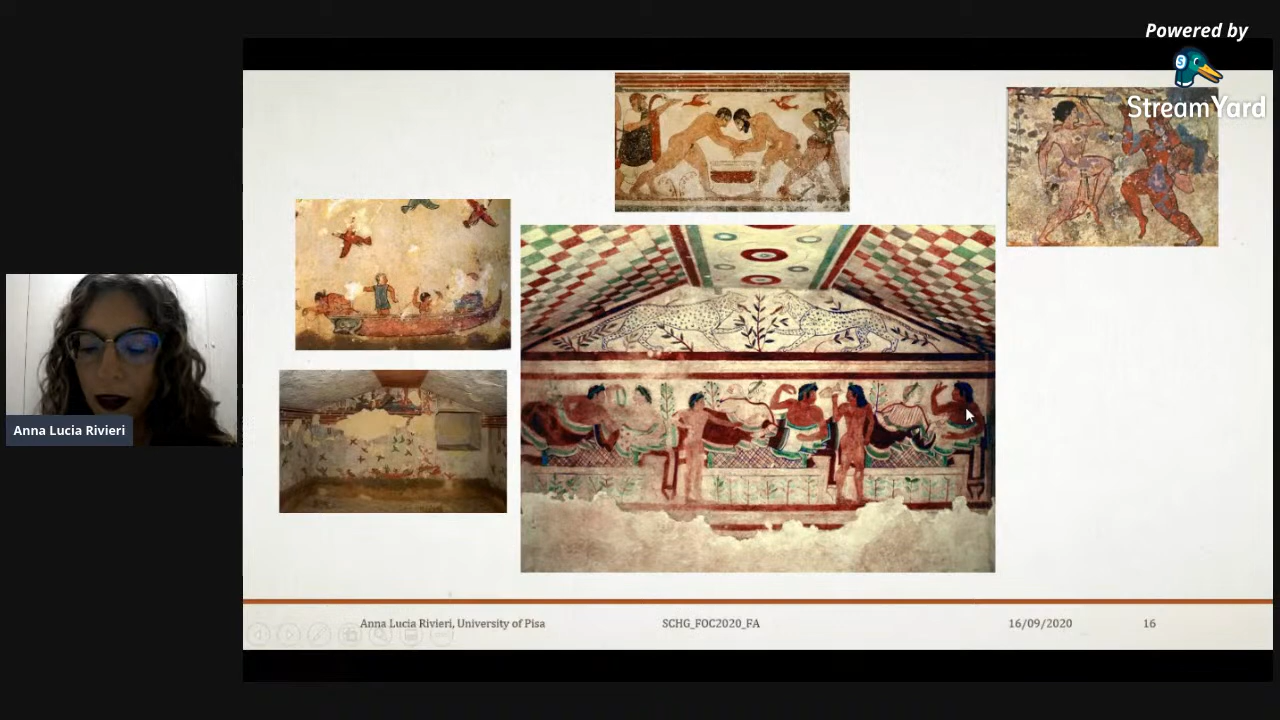 Powered by
StreamYard
Anna Lucia Rivieri
Anna Lucia Rivieri, University of Pisa
SCHG_FOC2020_FA
16/09/2020
16